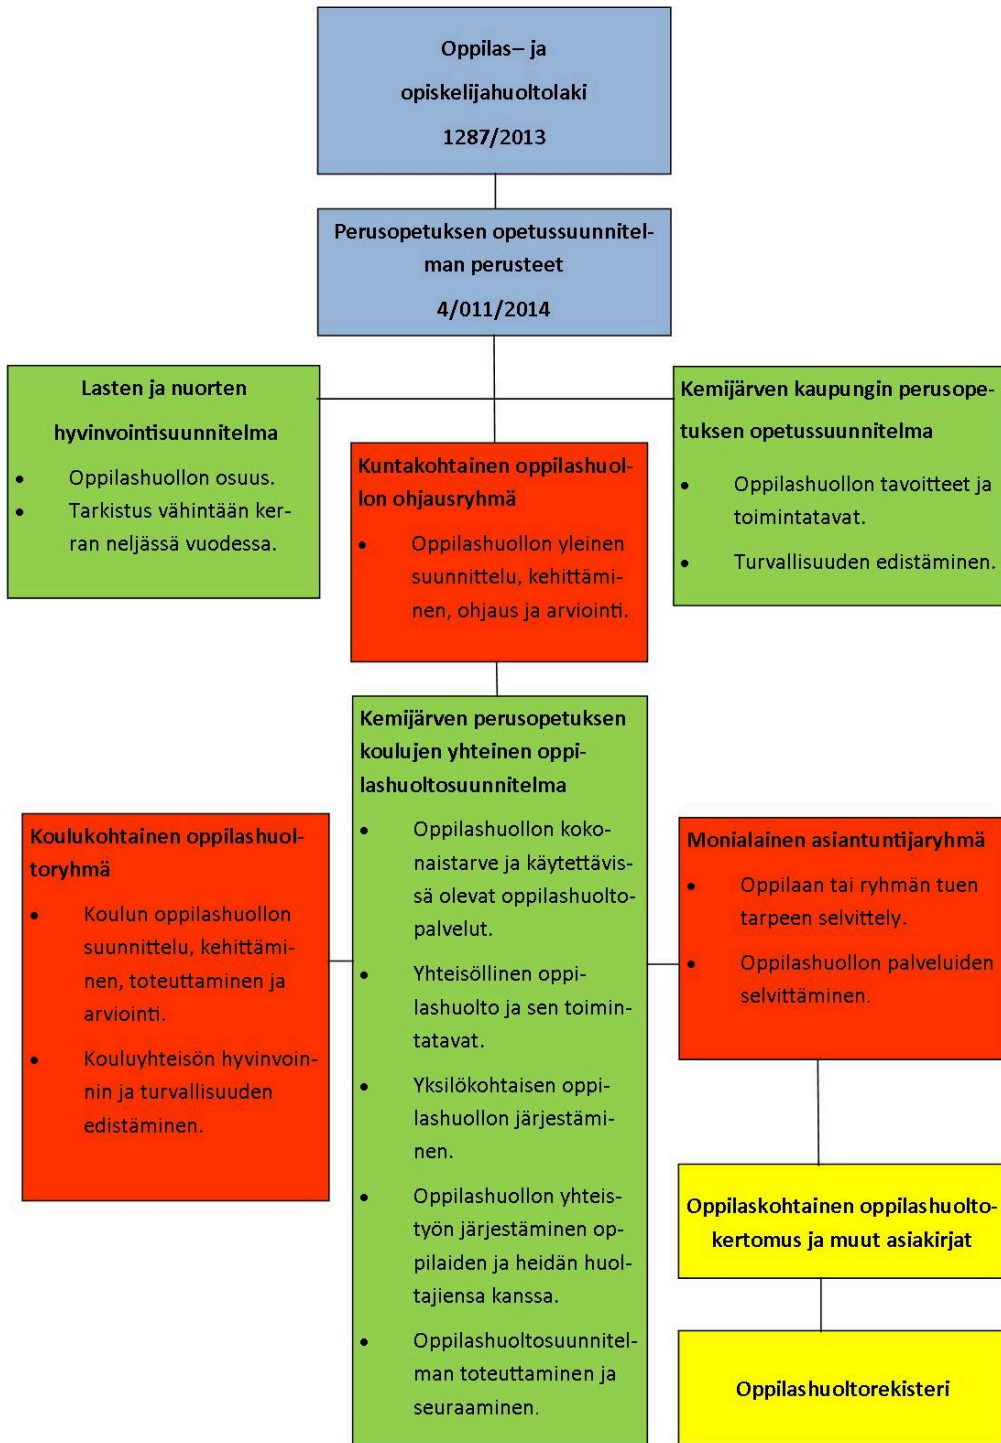 Oppilas– ja
opiskelijahuoltolaki
1287/2013
Perusopetuksen opetussuunnitel-
man perusteet
4/011/2014
Lasten ja nuorten
hyvinvointisuunnitelma
• Oppilashuollon osuus.
• Tarkistus vähintään ker-
ran neljässä vuodessa.
Kuntakohtainen oppilashuol-
lon ohjausryhmä
• Oppilashuollon yleinen
suunnittelu, kehittämi-
nen, ohjaus ja arviointi.
Kemijärven kaupungin perusope-
tuksen opetussuunnitelma
• Oppilashuollon tavoitteet ja
toimintatavat.
• Turvallisuuden edistäminen.
Koulukohtainen oppilashuol-
toryhmä
• Koulun oppilashuollon
suunnittelu, kehittämi-
nen, toteuttaminen ja
arviointi.
• Kouluyhteisön hyvinvoin-
nin ja turvallisuuden
edistäminen.
Kemijärven perusopetuksen
koulujen yhteinen oppi-
lashuoltosuunnitelma
• Oppilashuollon koko-
naistarve ja käytettävis-
sä olevat oppilashuolto-
palvelut.
• Yhteisöllinen oppi-
lashuolto ja sen toimin-
tatavat.
• Yksilökohtaisen oppi-
lashuollon järjestämi-
nen.
• Oppilashuollon yhteis-
työn järjestäminen op-
pilaiden ja heidän huol-
tajiensa kanssa.
• Oppilashuoltosuunnitel-
man toteuttaminen ja
seuraaminen.
Monialainen asiantuntijaryhmä
• Oppilaan tai ryhmän tuen
tarpeen selvittely.
• Oppilashuollon palveluiden
selvittäminen.
Oppilaskohtainen oppilashuolto-
kertomus ja muut asiakirjat
Oppilashuoltorekisteri